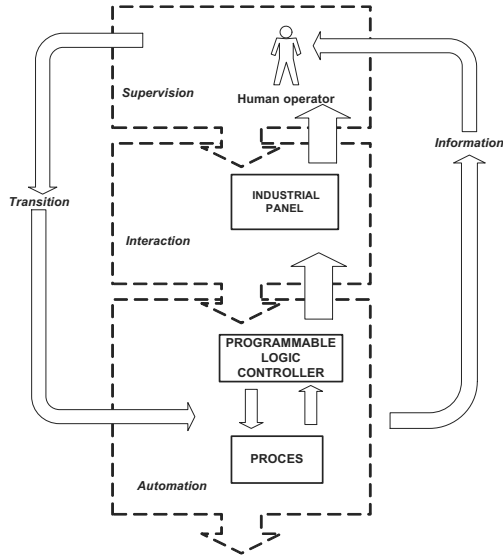 Supervision
Human operator
Information
Transition
INDUSTRIAL
PANEL
Interaction
PROGRAMMABLE
LOGIC
CONTROLLER
PROCES
Automation